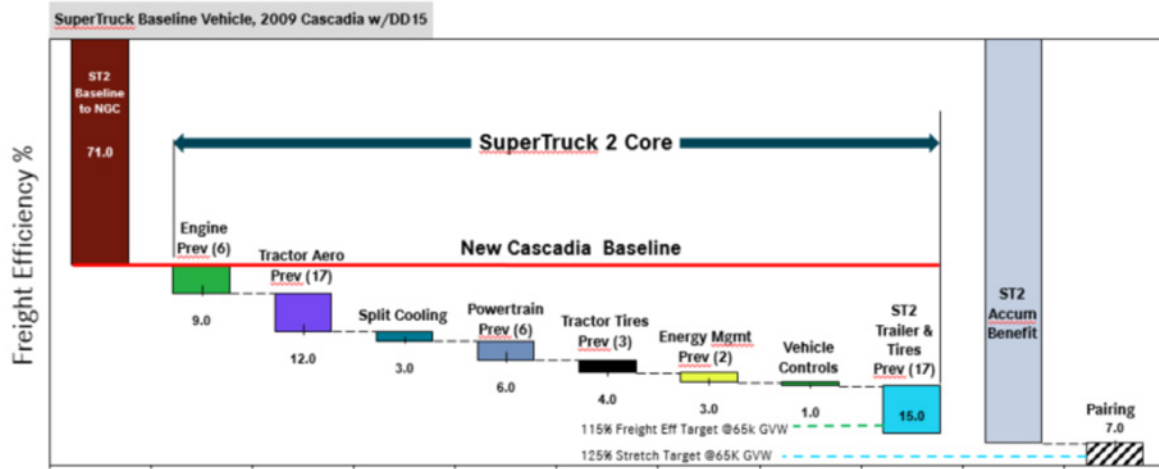 SuperTruck Baseline Vehicle, 2009 Cascadia w/DD15
Freight Efficiency %
ST2
Baseline
to NGC
71.0
SuperTruck 2 Core
New Cascadia Baseline
Engine
Prev (6)
9.0
Tractor Aero
Prev (17)
12.0
Split Cooling
3.0
Powertrain
Prev (6)
6.0
Tractor Tires
Prev (3)
4.0
Energy Mgmt
Prev (2)
3.0
Vehicle
Controls
1.0
ST2
Trailer &
Tires
Prev (17)
15.0
ST2
Accum
Benefit
Pairing
7.0
115% Freight Eff Target @65k GVW
125% Stretch Target @65K GVW